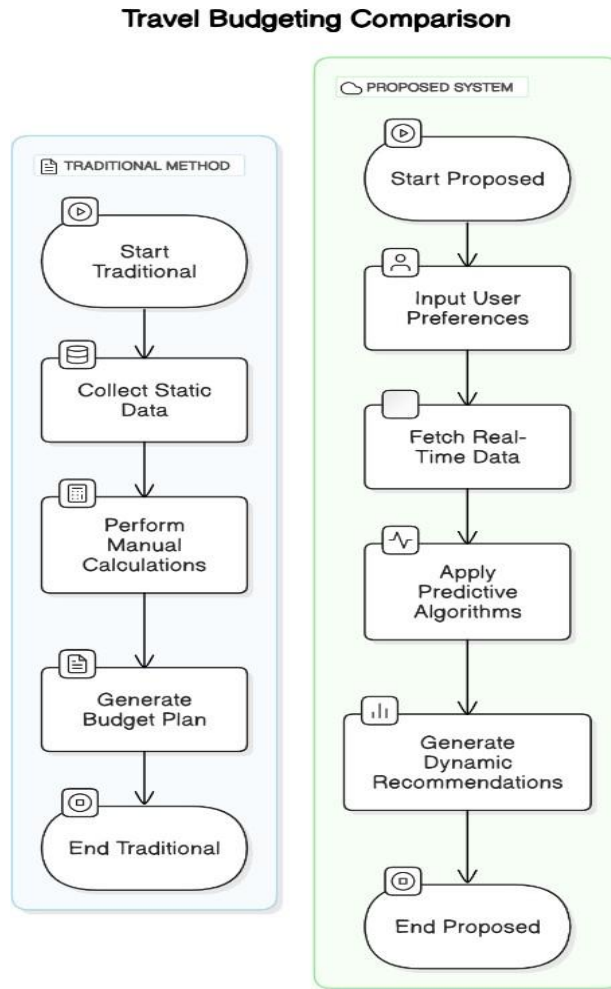 Travel Budgeting Comparison
TRADITIONAL METHOD
Start
Traditional
Collect Static
Data
Perform
Manual
Calculations
Generate
Budget Plan
End Traditional
PROPOSED SYSTEM
Start Proposed
Input User
Preferences
Fetch Real-
Time Data
Apply
Predictive
Algorithms
Generate
Dynamic
Recommendations
End Proposed